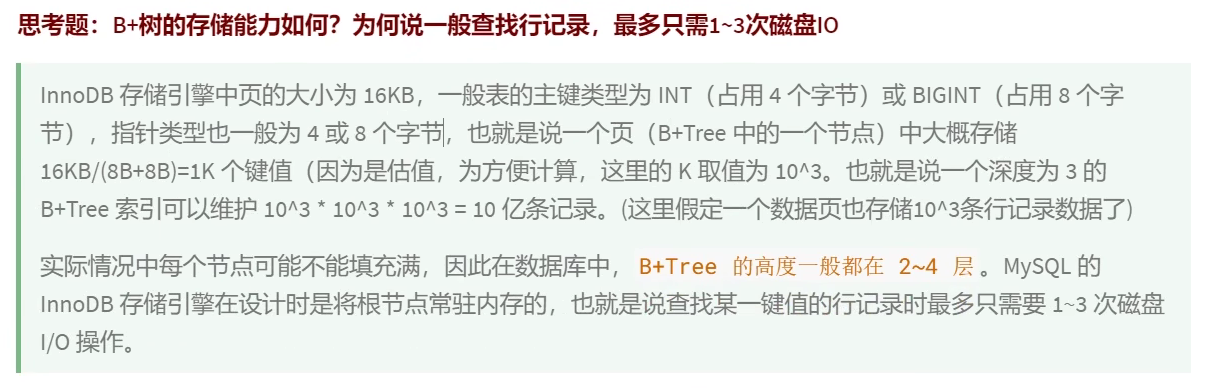 思考题：B+树的存储能力如何？为何说一般查找行记录，最多只需1~3次磁盘IO
InnoDB 存储引擎中页的大小为 16KB，一般表的主键类型为 INT（占用 4 个字节）或 BIGINT（占用 8 个字
节），指针类型也一般为 4 或 8 个字节，也就是说一个页（B+Tree 中的一个节点）中大概存储
16KB/(8B+8B)=1K 个键值（因为是估值，为方便计算，这里的 K 取值为 10^3。也就是说一个深度为 3 的
B+Tree 索引可以维护 10^3 * 10^3 * 10^3 = 10 亿条记录。(这里假定一个数据页也存储10^3条行记录数据了)
实际情况中每个节点可能不能填充满，因此在数据库中，B+Tree 的高度一般都在 2~4 层。MySQL 的
InnoDB 存储引擎在设计时是将根节点常驻内存的，也就是说查找某一键值的行记录时最多只需要 1~3 次磁盘
I/O 操作。